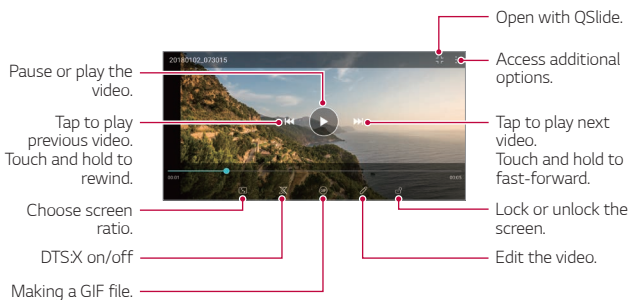 Open with QSlide.
20180102_073015
Access additional
options.
Pause or play the
video.
Tap to play
previous video.
Touch and hold to
rewind.
Tap to play next
video.
Touch and hold to
fast-forward.
00:01
Choose screen
ratio.
Lock or unlock the
screen.
DTS:X on/off
Edit the video.
Making a GIF file.